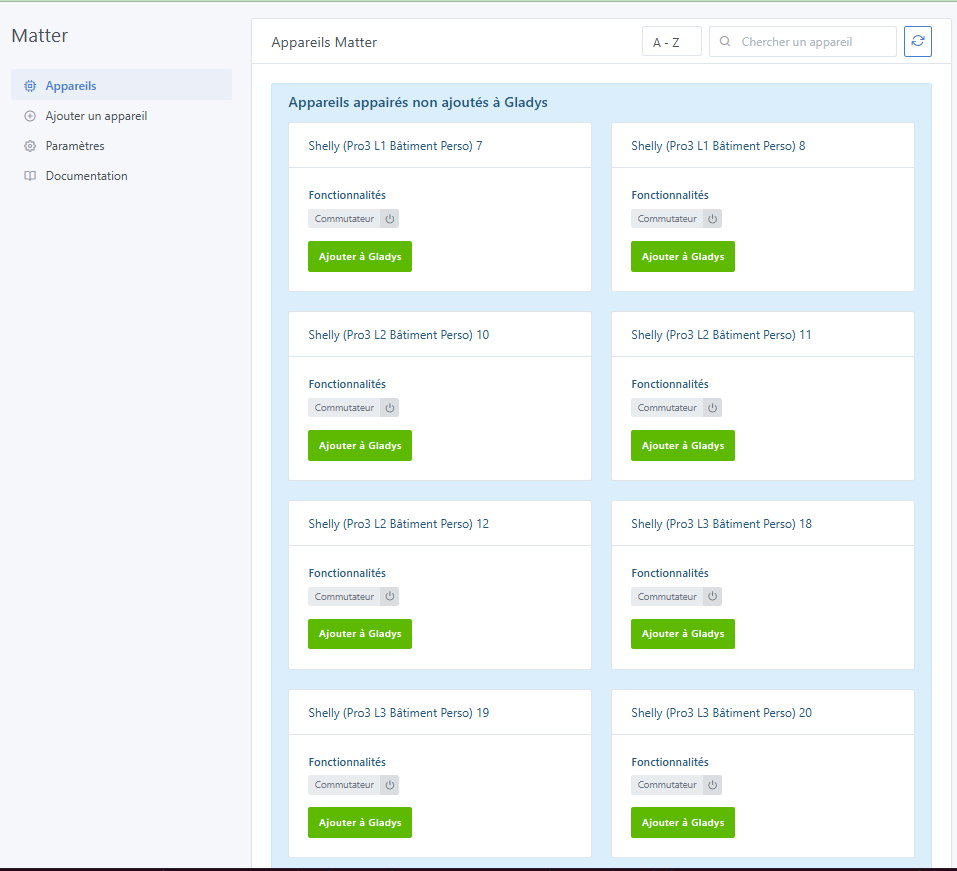 Matter
Appareils
Ajouter un appareil
Paramètres
Documentation
Appareils Matter
A - Z
Chercher un appareil
Appareils appairés non ajoutés à Gladys
Shelly (Pro3 L1 Bâtiment Perso) 7
Fonctionnalités
Commutateur
Ajouter à Gladys
Shelly (Pro3 L1 Bâtiment Perso) 8
Fonctionnalités
Commutateur
Ajouter à Gladys
Shelly (Pro3 L2 Bâtiment Perso) 10
Fonctionnalités
Commutateur
Ajouter à Gladys
Shelly (Pro3 L2 Bâtiment Perso) 11
Fonctionnalités
Commutateur
Ajouter à Gladys
Shelly (Pro3 L2 Bâtiment Perso) 12
Fonctionnalités
Commutateur
Ajouter à Gladys
Shelly (Pro3 L3 Bâtiment Perso) 18
Fonctionnalités
Commutateur
Ajouter à Gladys
Shelly (Pro3 L3 Bâtiment Perso) 19
Fonctionnalités
Commutateur
Ajouter à Gladys
Shelly (Pro3 L3 Bâtiment Perso) 20
Fonctionnalités
Commutateur
Ajouter à Gladys